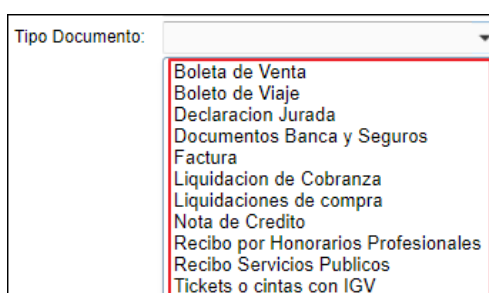 Tipo Documento:
Boleta de Venta
Boleto de Viaje
Declaracion Jurada
Documentos Banca y Seguros
Factura
Liquidacion de Cobranza
Liquidaciones de compra
Nota de Credito
Recibo por Honorarios Profesionales
Recibo Servicios Publicos
Tickets o cintas con IGV